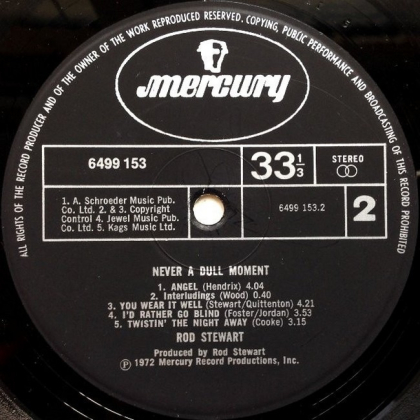 ALL RIGHTS OF THE RECORD PRODUCER AND OF THE OWNER OF THE WORK REPRODUCED RESERVED. COPYING, PUBLIC PERFORMANCE AND BROADCASTING OF THIS RECORD PROHIBITED
mercury
6499 153
33 1/3
STEREO
1. A. Schroeder Music Pub.
Co. Ltd. 2. & 3. Copyright
Control 4. Jewel Music Pub.
Co. Ltd. 5. Kags Music Ltd.
6499 153.2
2
NEVER A DULL MOMENT
1. ANGEL (Hendrix) 4.04
2. Interludings (Wood) 0.40
3. YOU WEAR IT WELL (Stewart/Quittenton) 4.21
4. I'D RATHER GO BLIND (Foster/Jordan) 3.53
5. TWISTIN' THE NIGHT AWAY (Cooke) 3.15
ROD STEWART
Produced by Rod Stewart
Ⓟ 1972 Mercury Record Productions, Inc.